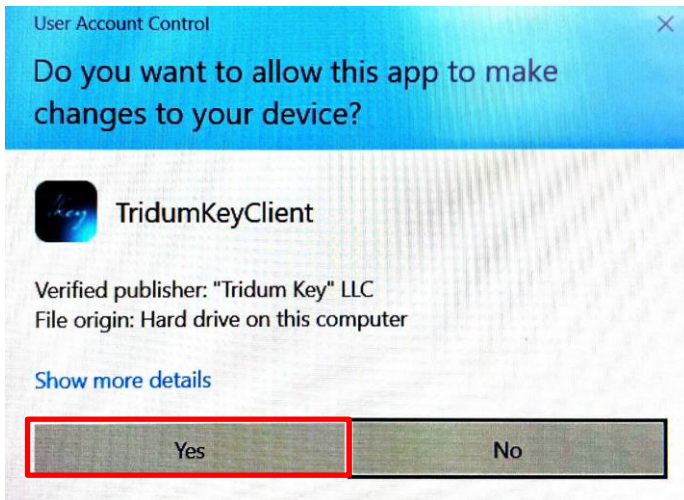 User Account Control
Do you want to allow this app to make
changes to your device?
key
TridumKeyClient
Verified publisher: "Tridum Key" LLC
File origin: Hard drive on this computer
Show more details
Yes
No